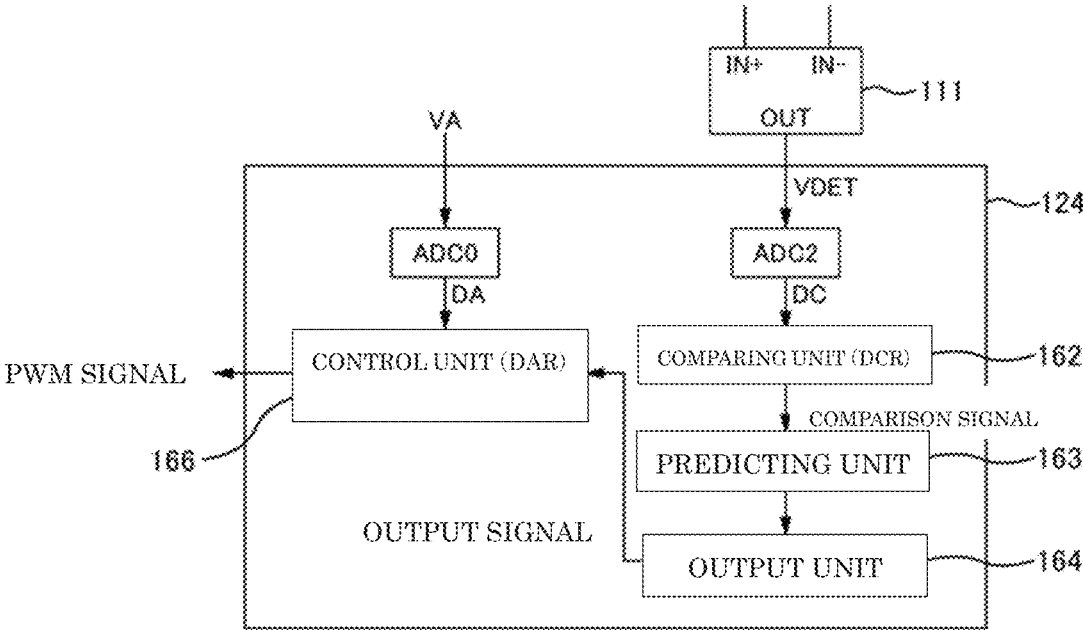 IN+ IN-
111
OUT
VA
VDET
124
ADC0 ADC2
DA DC
CONTROL UNIT (DAR)
COMPARING UNIT (DCR)
162
PWM SIGNAL
COMPARISON SIGNAL
166
PREDICTING UNIT
163
OUTPUT SIGNAL
OUTPUT UNIT
164